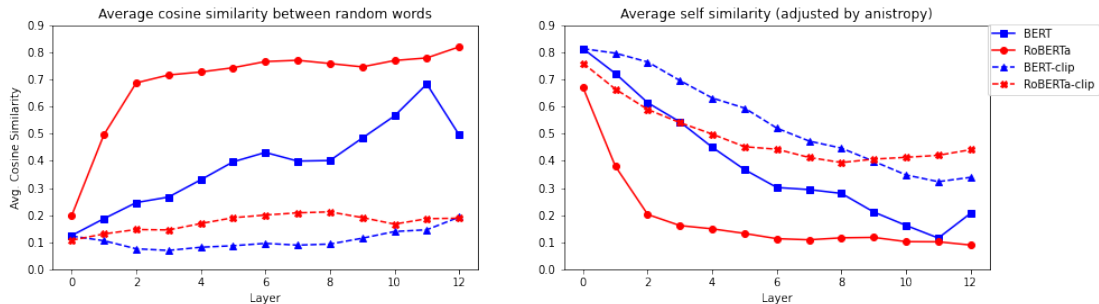 Average cosine similarity between random words
Avg. Cosine Similarity
0.9
0.8
0.7
0.6
0.5
0.4
0.3
0.2
0.1
0.0
0 2 4 6 8 10 12
Layer
Average self similarity (adjusted by anistropy)
0.9
0.8
0.7
0.6
0.5
0.4
0.3
0.2
0.1
0.0
0 2 4 6 8 10 12
Layer
BERT
RoBERTa
BERT-clip
RoBERTa-clip